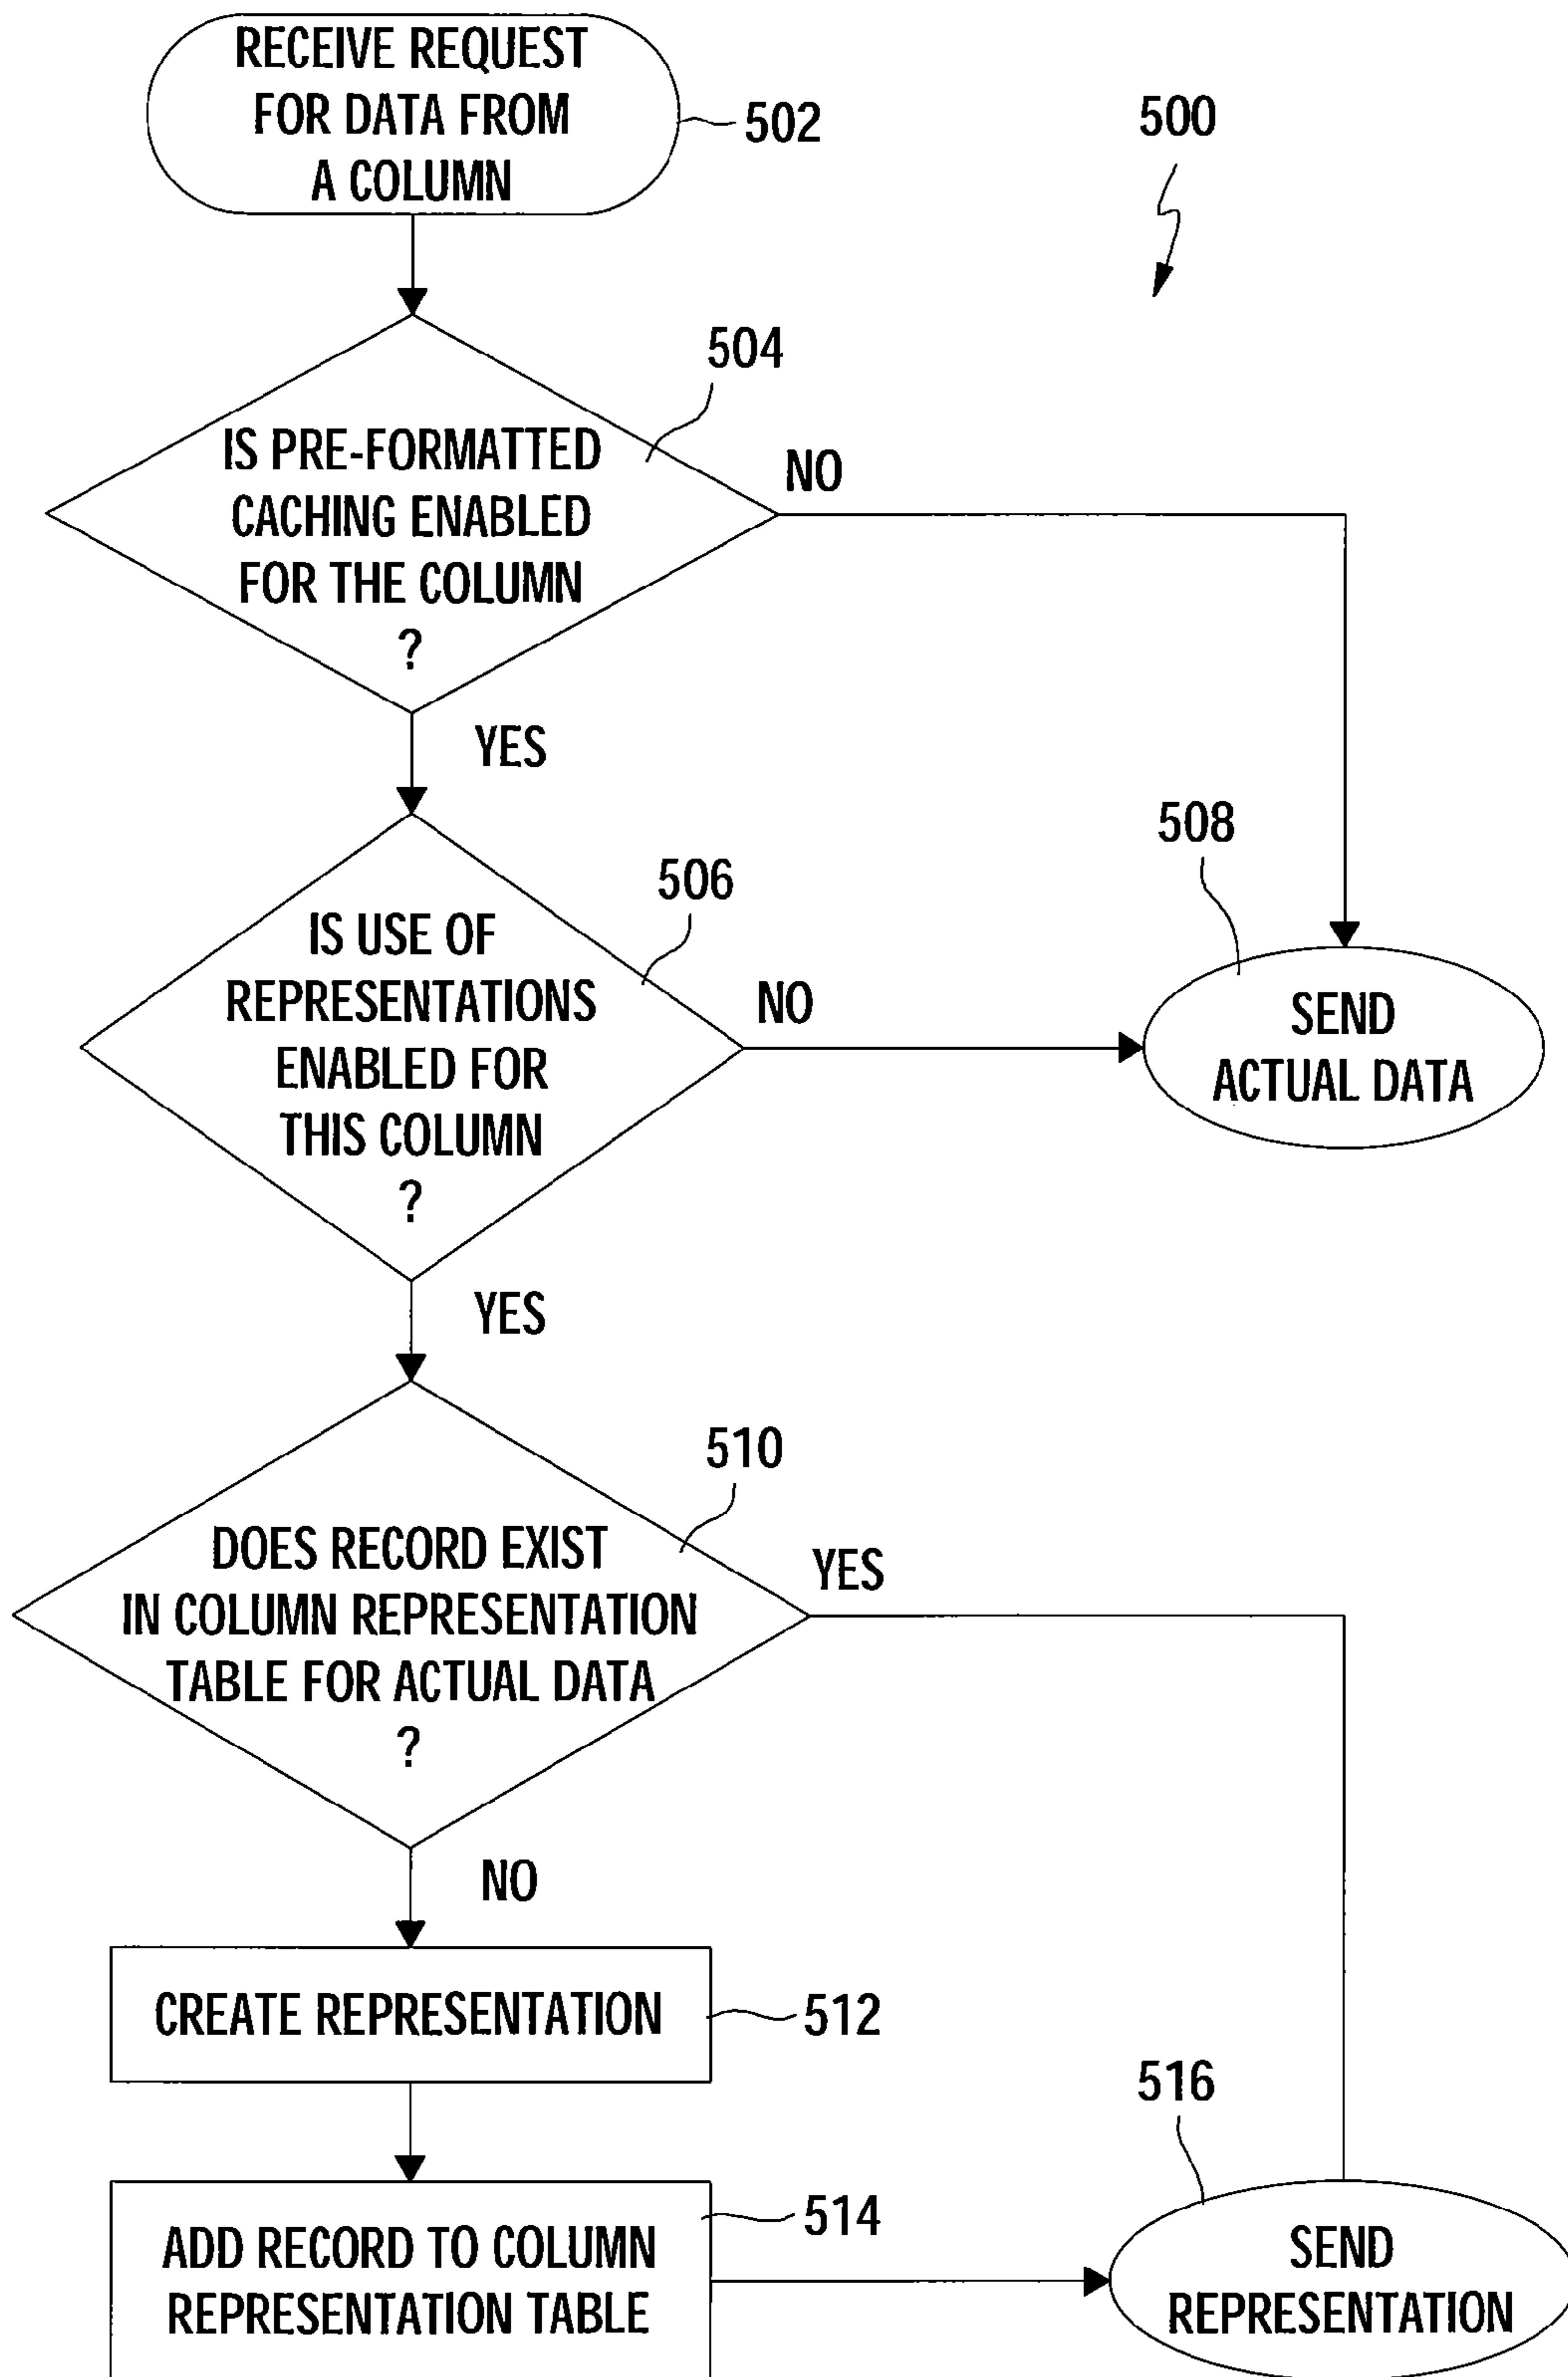 RECEIVE REQUEST
FOR DATA FROM
A COLUMN
502
500
504
IS PRE-FORMATTED
CACHING ENABLED
FOR THE COLUMN
?
NO
YES
506
IS USE OF
REPRESENTATIONS
ENABLED FOR
THIS COLUMN
?
NO
508
SEND
ACTUAL DATA
YES
510
DOES RECORD EXIST
IN COLUMN REPRESENTATION
TABLE FOR ACTUAL DATA
?
YES
NO
CREATE REPRESENTATION
512
514
ADD RECORD TO COLUMN
REPRESENTATION TABLE
516
SEND
REPRESENTATION